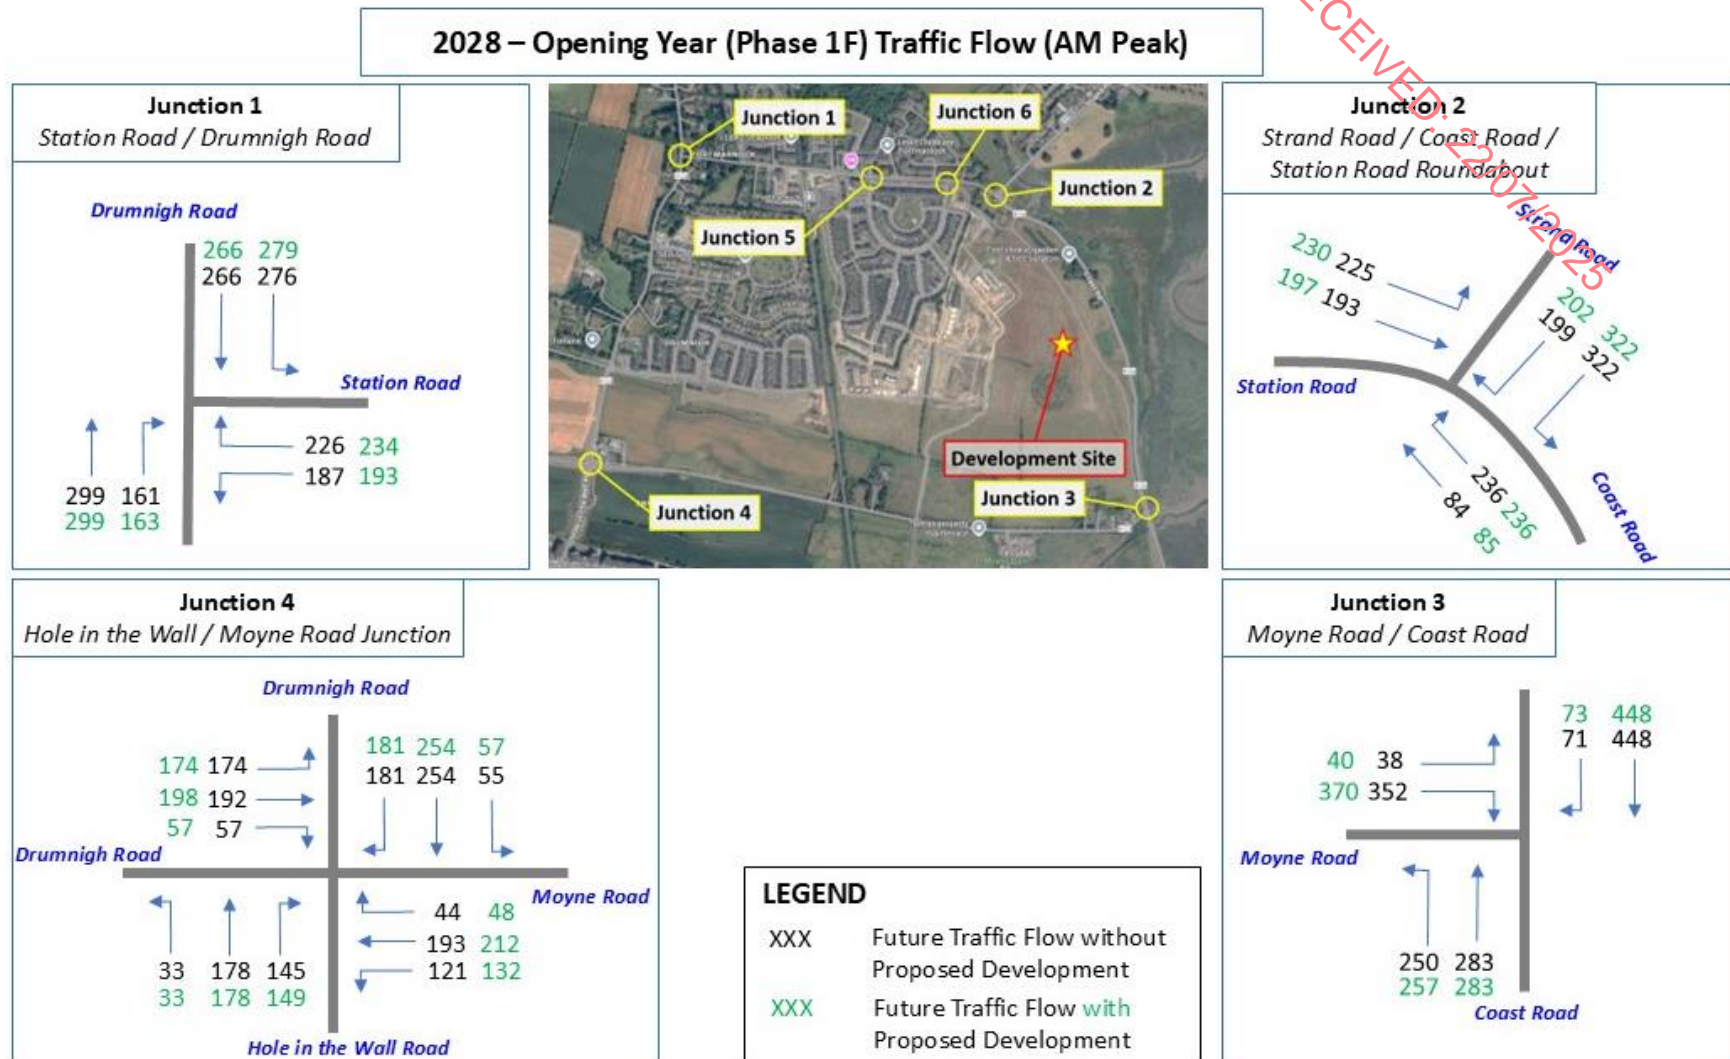 2028 – Opening Year (Phase 1F) Traffic Flow (AM Peak)
ECEIVED: 22/07/2025
Junction 1
Station Road / Drumnigh Road
Drumnigh Road
266 279
266 276
Station Road
226 234
187 193
299 161
299 163
Junction 1
Junction 6
Junction 2
Junction 5
Development Site
Junction 3
Junction 4
Junction 2
Strand Road / Coast Road /
Station Road Roundabout
Strand Road
230 225
197 193
202 322
199 322
Station Road
236 236
84 85
Coast Road
Junction 4
Hole in the Wall / Moyne Road Junction
Drumnigh Road
181 254 57
181 254 55
174 174
198 192
57 57
Drumnigh Road
Moyne Road
44 48
193 212
121 132
33 178 145
33 178 149
Hole in the Wall Road
LEGEND
XXX Future Traffic Flow without
Proposed Development
XXX Future Traffic Flow with
Proposed Development
Junction 3
Moyne Road / Coast Road
73 448
71 448
40 38
370 352
Moyne Road
250 283
257 283
Coast Road